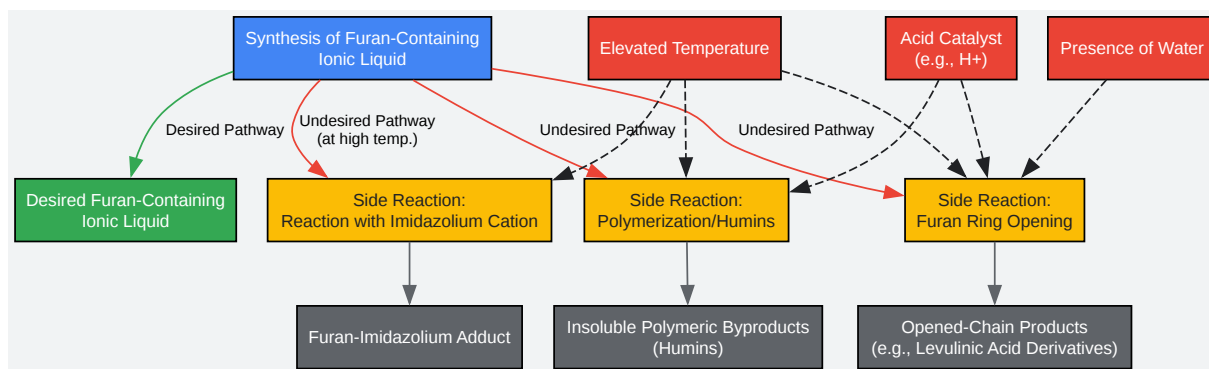 Synthesis of Furan-Containing
Ionic Liquid
Elevated Temperature
Acid Catalyst
(e.g., H+)
Presence of Water
Desired Pathway
Undesired Pathway
(at high temp.)
Undesired Pathway
Undesired Pathway
Desired Furan-Containing
Ionic Liquid
Side Reaction:
Reaction with Imidazolium Cation
Side Reaction:
Polymerization/Humins
Side Reaction:
Furan Ring Opening
Furan-Imidazolium Adduct
Insoluble Polymeric Byproducts
(Humins)
Opened-Chain Products
(e.g., Levulinic Acid Derivatives)